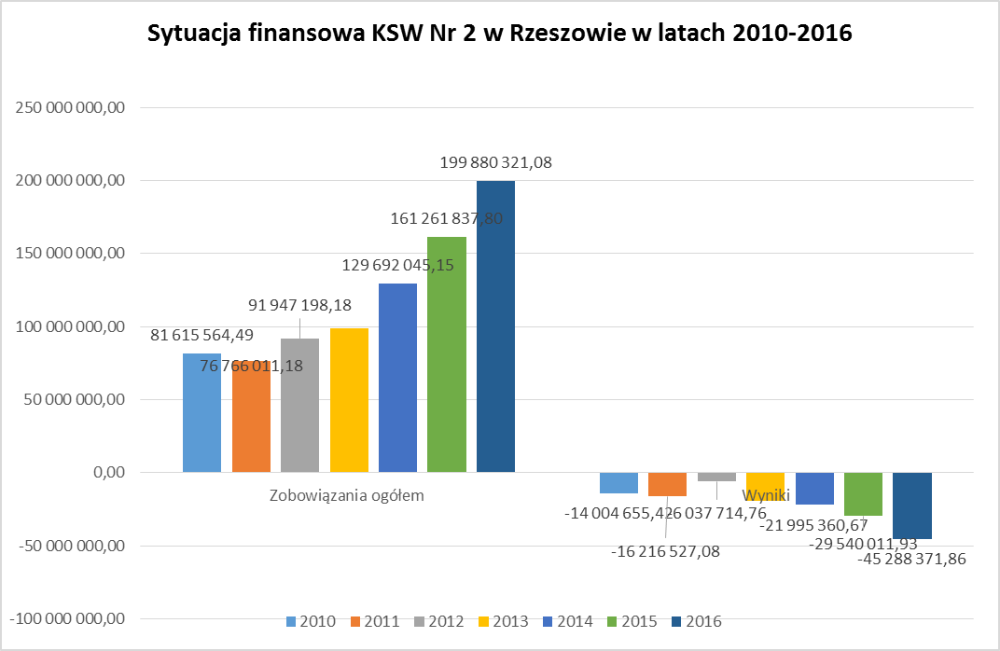 Sytuacja finansowa KSW Nr 2 w Rzeszowie w latach 2010-2016
250 000 000,00
200 000 000,00
150 000 000,00
100 000 000,00
50 000 000,00
0,00
-50 000 000,00
-100 000 000,00
81 615 564,49
76 766 011,18
91 947 198,18
129 692 045,15
161 261 837,80
199 880 321,08
Zobowiązania ogółem
Wyniki
-14 004 655,42
-16 216 527,08
6 037 714,76
-21 995 360,67
-29 540 011,93
-45 288 371,86
2010 2011 2012 2013 2014 2015 2016